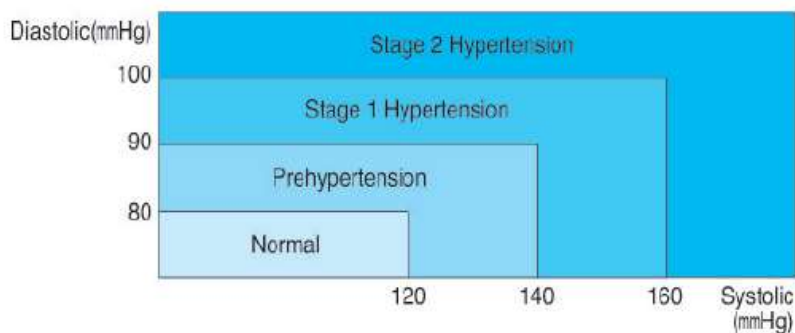 Diastolic(mmHg)
Stage 2 Hypertension
100
Stage 1 Hypertension
90
Prehypertension
80
Normal
120 140 160 Systolic
(mmHg)